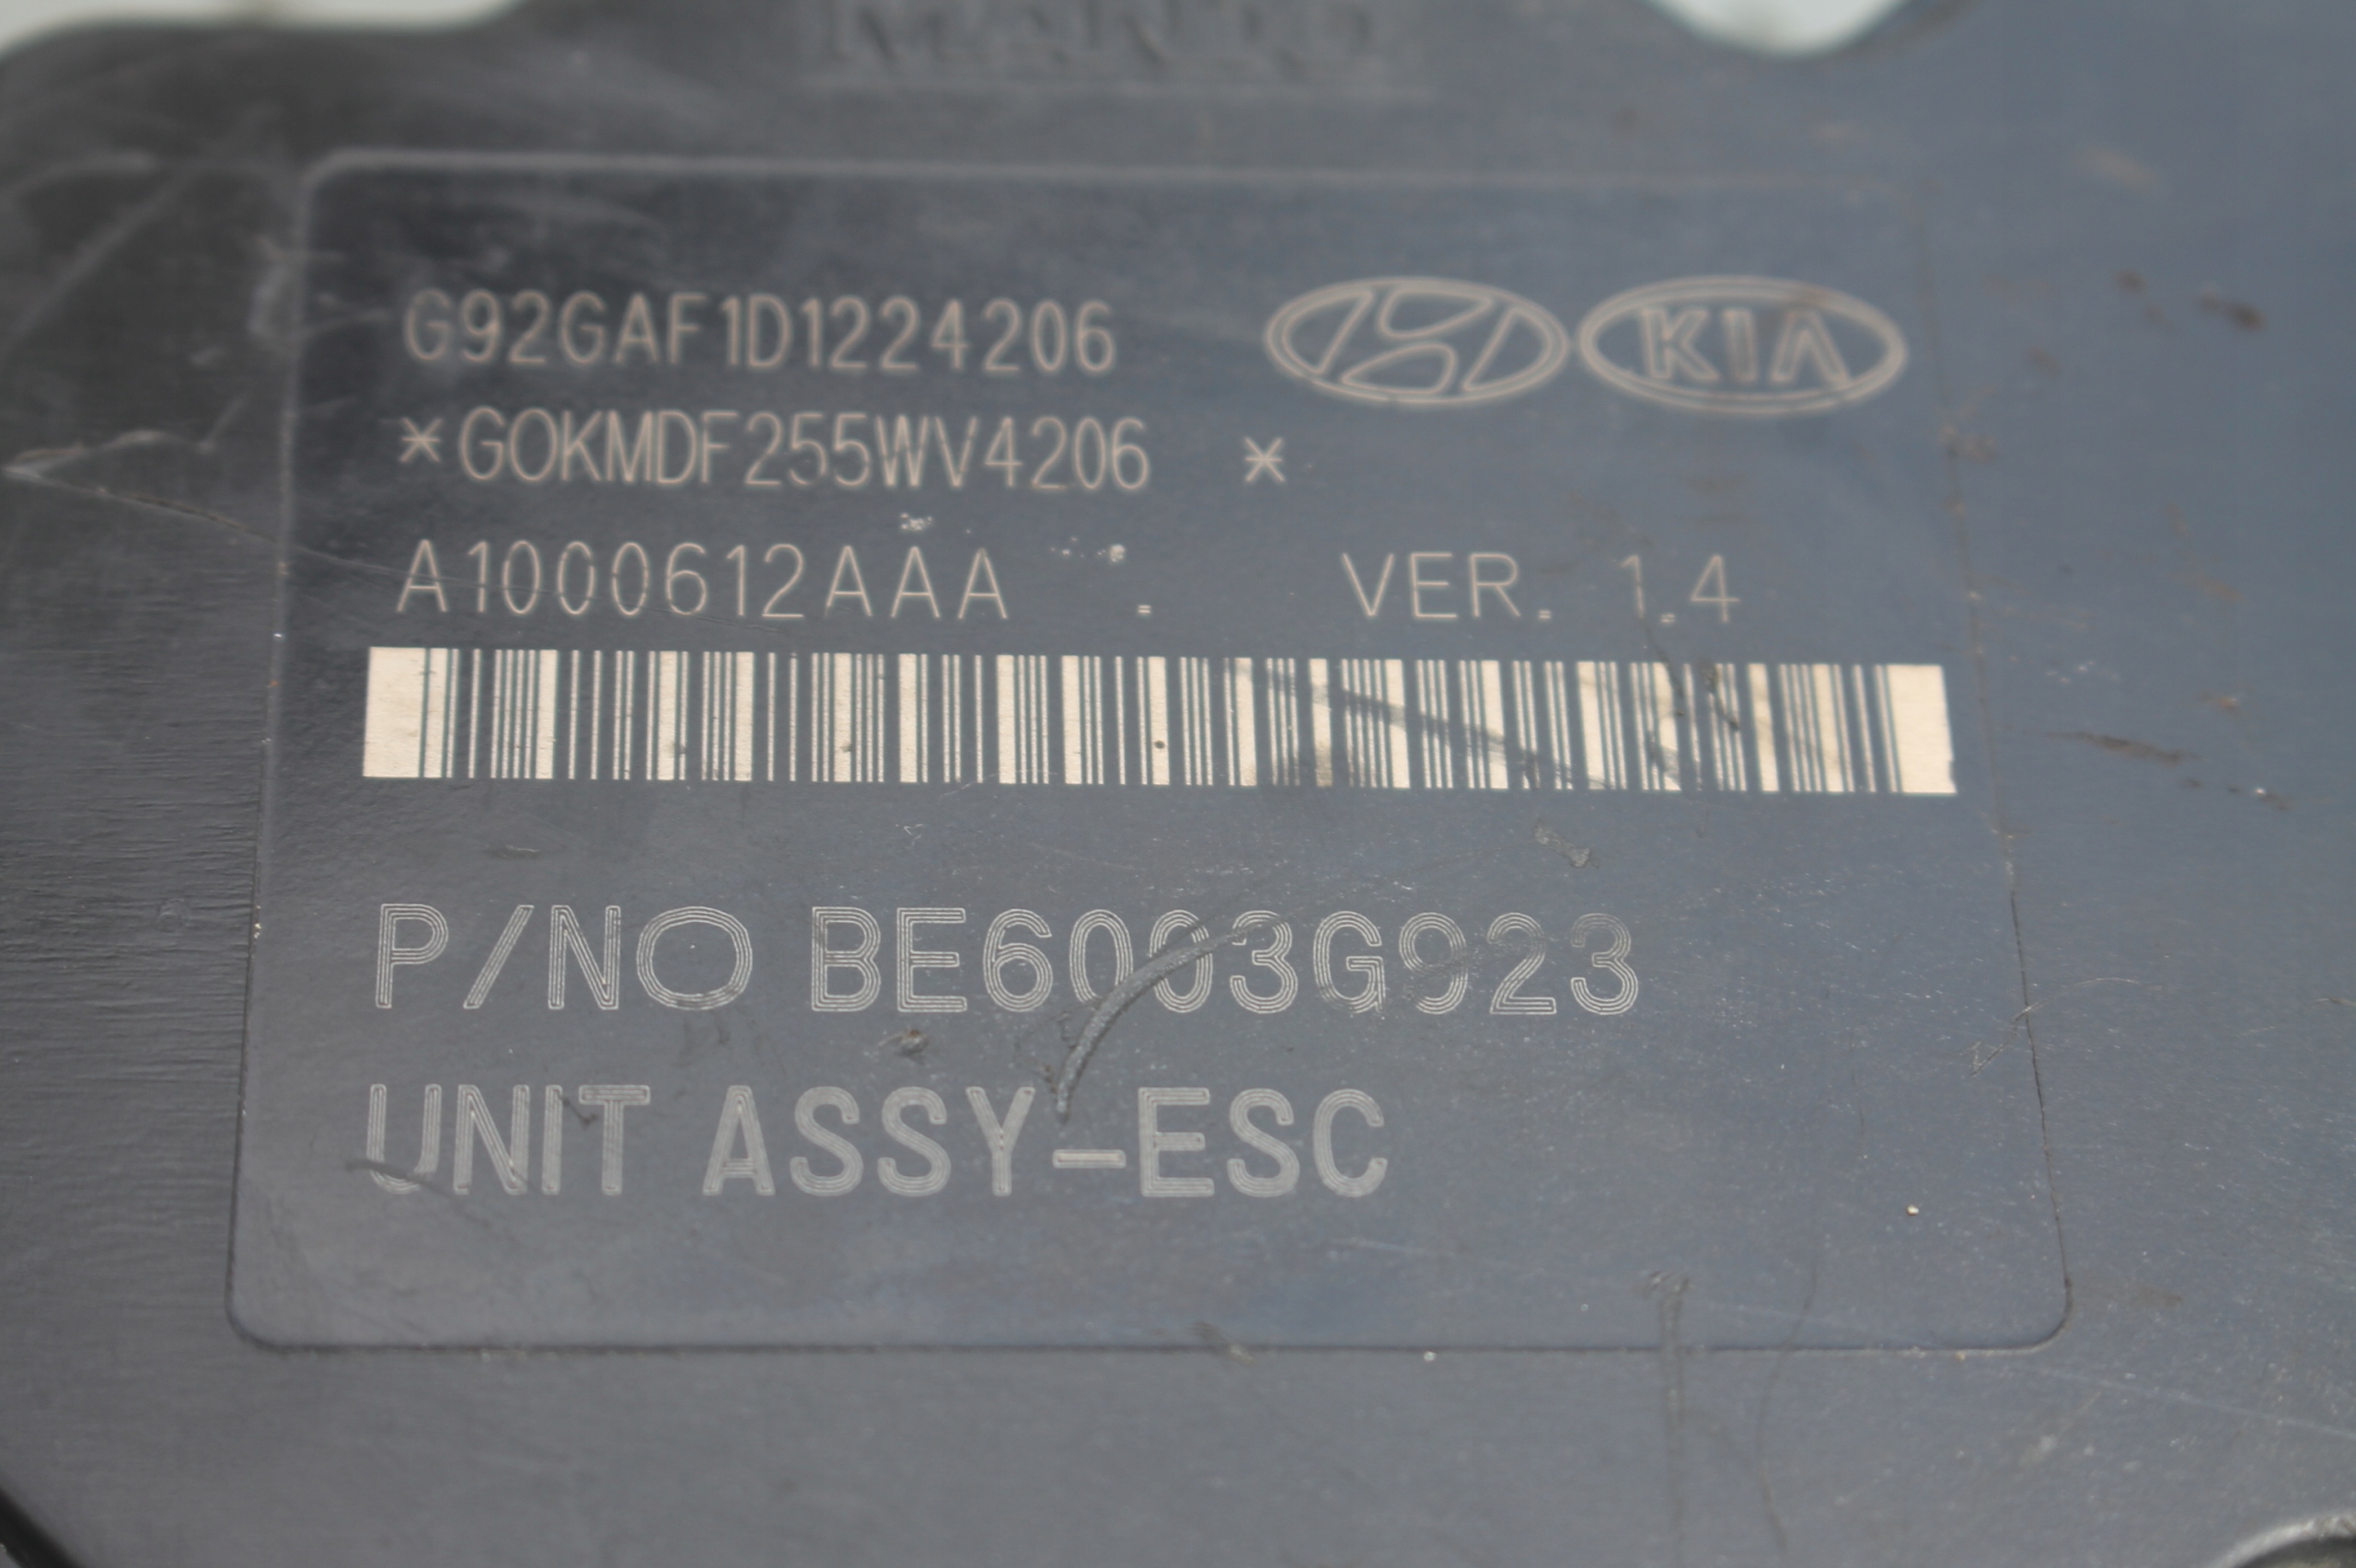 G92GAF1D1224206
KIA
*GOKMDF255WV4206 *
A1000612AAA . VER. 1.4
P/NO BE6003G923
UNIT ASSY-ESC